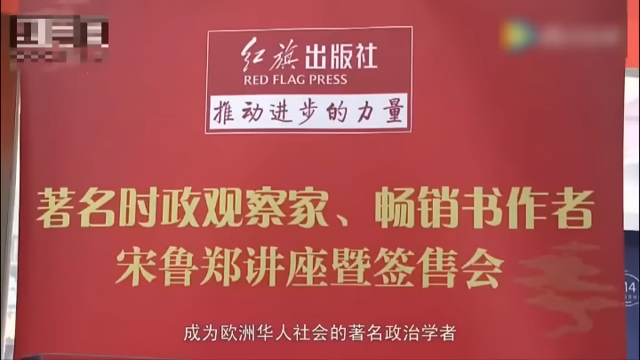 红旗出版社
RED FLAG PRESS
推动进步的力量
著名时政观察家、畅销书作者
宋鲁郑讲座暨签售会
14
成为欧洲华人社会的著名政治学者